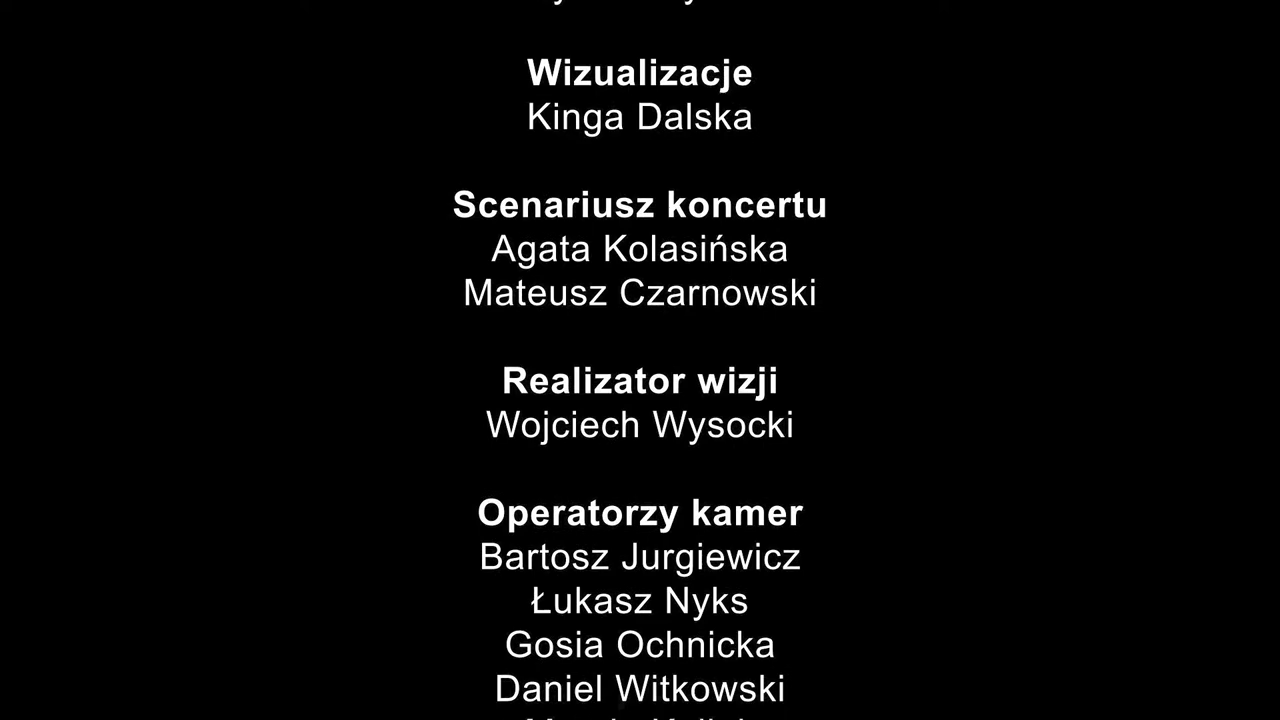 Wizualizacje
Kinga Dalska
Scenariusz koncertu
Agata Kolasińska
Mateusz Czarnowski
Realizator wizji
Wojciech Wysocki
Operatorzy kamer
Bartosz Jurgiewicz
Łukasz Nyks
Gosia Ochnicka
Daniel Witkowski